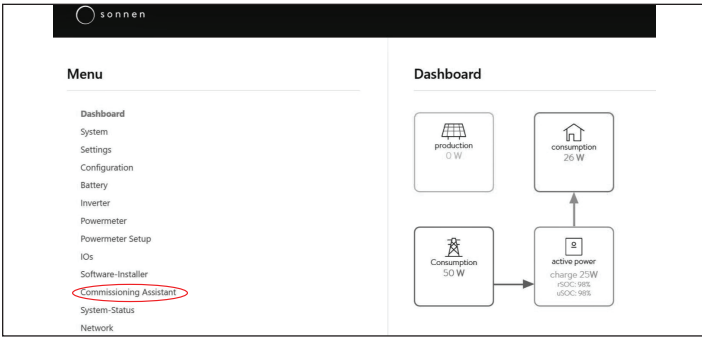 sonnen
Menu
Dashboard
System
Settings
Configuration
Battery
Inverter
Powermeter
Powermeter Setup
IOs
Software-Installer
Commissioning Assistant
System-Status
Network
Dashboard
production
0 W
consumption
26 W
Consumption
50 W
active power
charge 25W
rSOC: 98%
uSOC: 98%